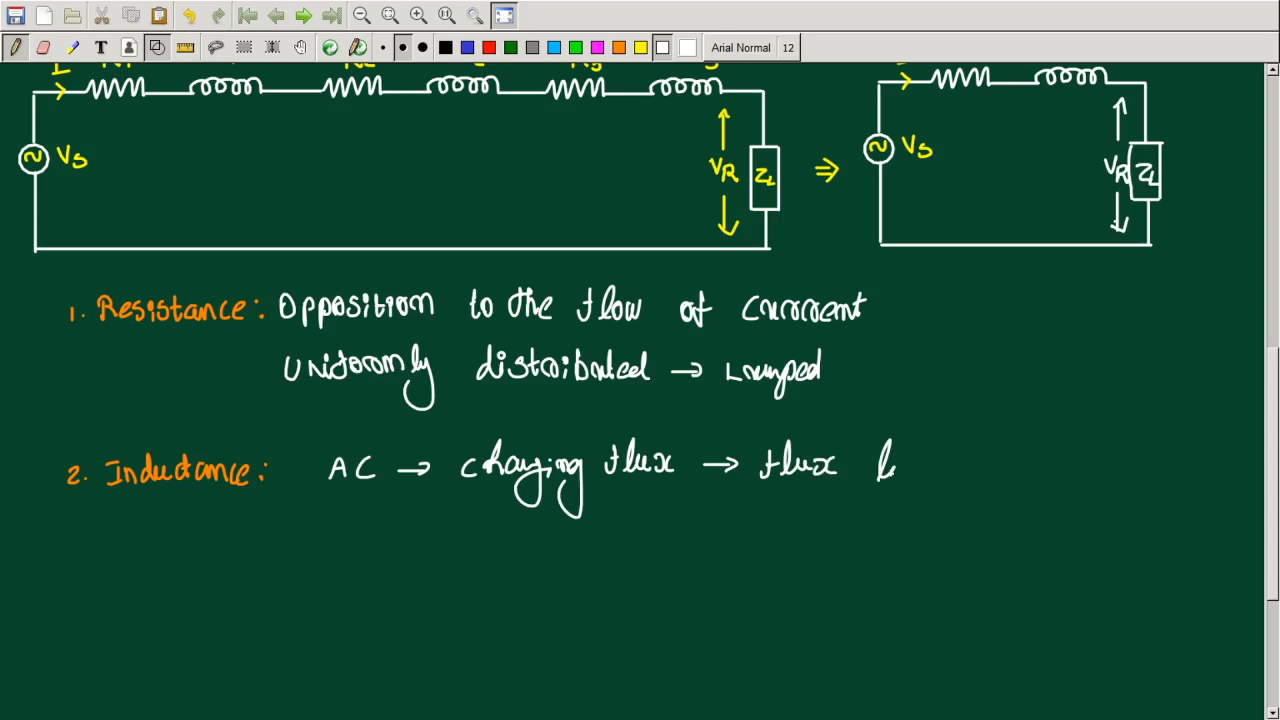 T
Arial Normal 12
I
Vs
VR
ZL
⇒
Vs
VR
ZL
1. Resistance: Opposition to the flow of current
Uniformly distributed → Lumped
2. Inductance: AC → changing flux → flux l